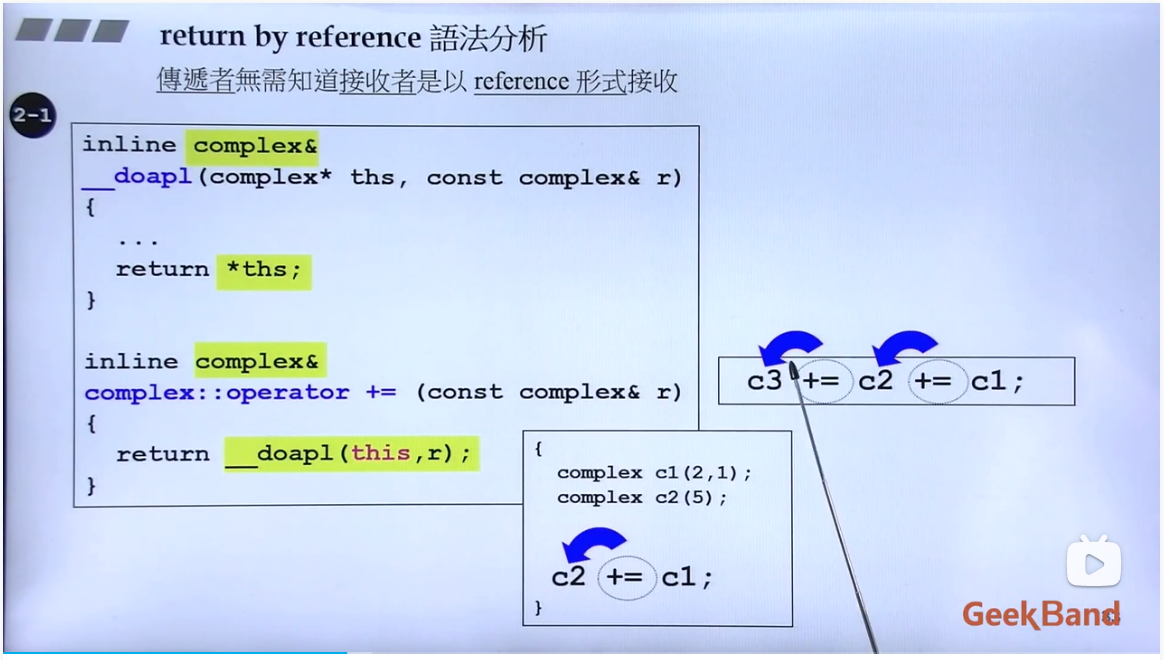 return by reference 語法分析
傳遞者無需知道接收者是以 reference 形式接收
2-1
inline complex&
__doapl(complex* ths, const complex& r)
{
...
return *ths;
}
inline complex&
complex::operator += (const complex& r)
{
return __doapl(this,r);
}
c3 += c2 += c1;
{
complex c1(2,1);
complex c2(5);
c2 += c1;
}
GeekBand